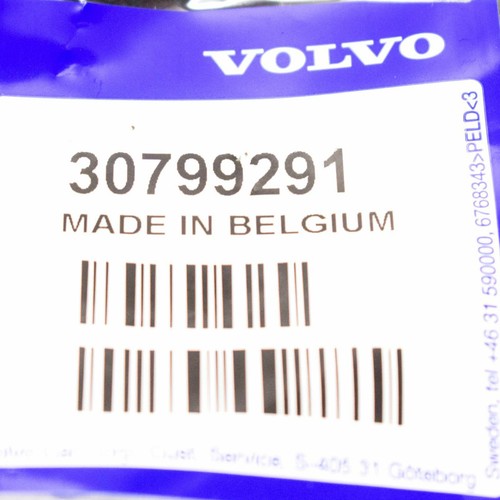 VOLVO
30799291
MADE IN BELGIUM
Service, S-405 31 Göteborg
Sweden, tel +46 31 590000. 6768343>PELD<3